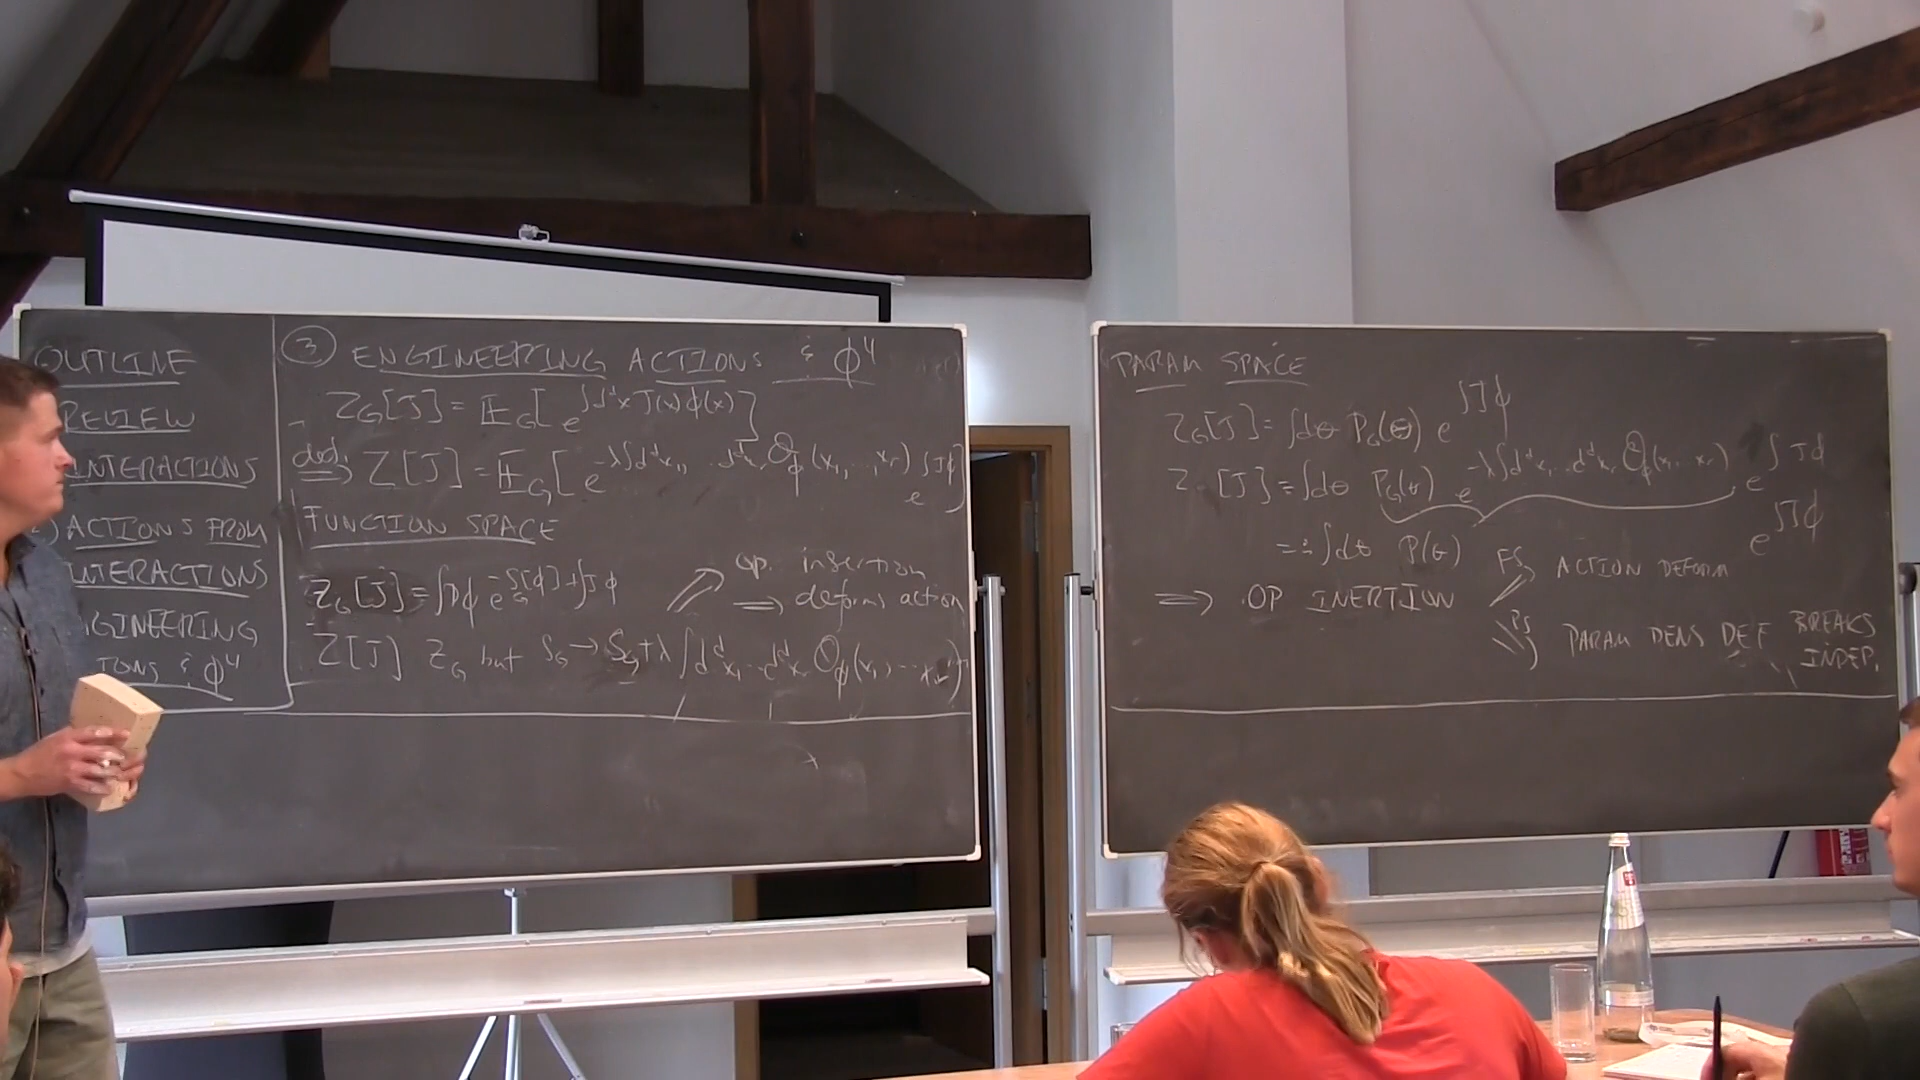 OUTLINE
REVIEW
INTERACTIONS
) ACTIONS FROM
INTERACTIONS
GINEERING
IONS & φ⁴
③ ENGINEERING ACTIONS & φ⁴
Z_G[J] = 𝔼_G[e^{∫d^dx J(x)φ(x)}]
def. ⟹ Z[J] = 𝔼_G[e^{-λ∫d^dx_1...d^dx_r O_φ(x_1,...,x_r)} e^{∫Jφ}]
FUNCTION SPACE
Z_G[J] = ∫Dφ e^{-S_G[φ]+∫Jφ}
⇒ op. insertion
⇒ deforms action
Z[J] Z_G but S_G → S_G + λ∫d^dx_1...d^dx_r O_φ(x_1,...,x_r)
PARAM SPACE
Z_G[J] = ∫dθ P_G(θ) e^{∫Jφ}
Z[J] = ∫dθ P_G(θ) e^{-λ∫d^dx_1...d^dx_r O_φ(x_1...x_r)} e^{∫Jφ}
=: ∫dθ P(θ) e^{∫Jφ}
⟹ OP INERTION
FS ⇒ ACTION DEFORM
PS ⇒ PARAM DENS DEF BREAKS INDEP.